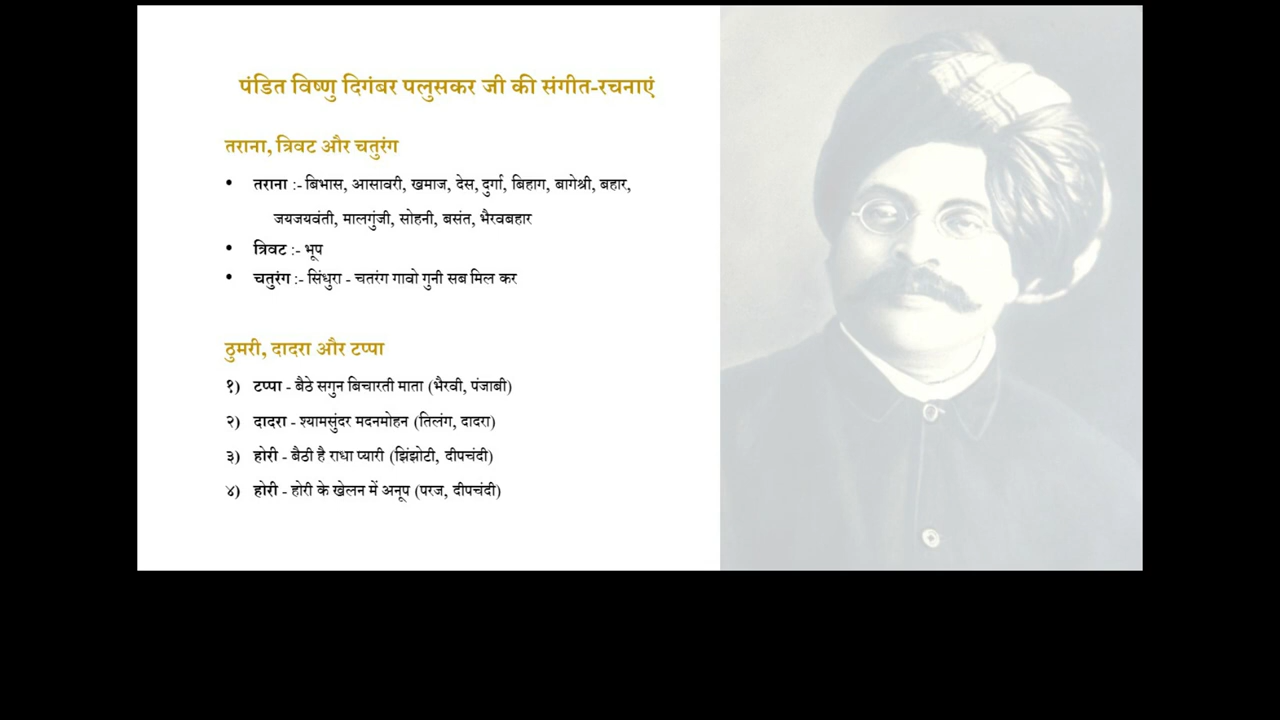 पंडित विष्णु दिगंबर पलुसकर जी की संगीत-रचनाएं
तराना, त्रिवट और चतुरंग
• तराना :- बिभास, आसावरी, खमाज, देस, दुर्गा, बिहाग, बागेश्री, बहार,
जयजयवंती, मालगुंजी, सोहनी, बसंत, भैरवबहार
• त्रिवट :- भूप
• चतुरंग :- सिंधुरा - चतरंग गावो गुनी सब मिल कर
ठुमरी, दादरा और टप्पा
१) टप्पा - बैठे सगुन बिचारती माता (भैरवी, पंजाबी)
२) दादरा - श्यामसुंदर मदनमोहन (तिलंग, दादरा)
३) होरी - बैठी है राधा प्यारी (झिंझोटी, दीपचंदी)
४) होरी - होरी के खेलन में अनूप (परज, दीपचंदी)